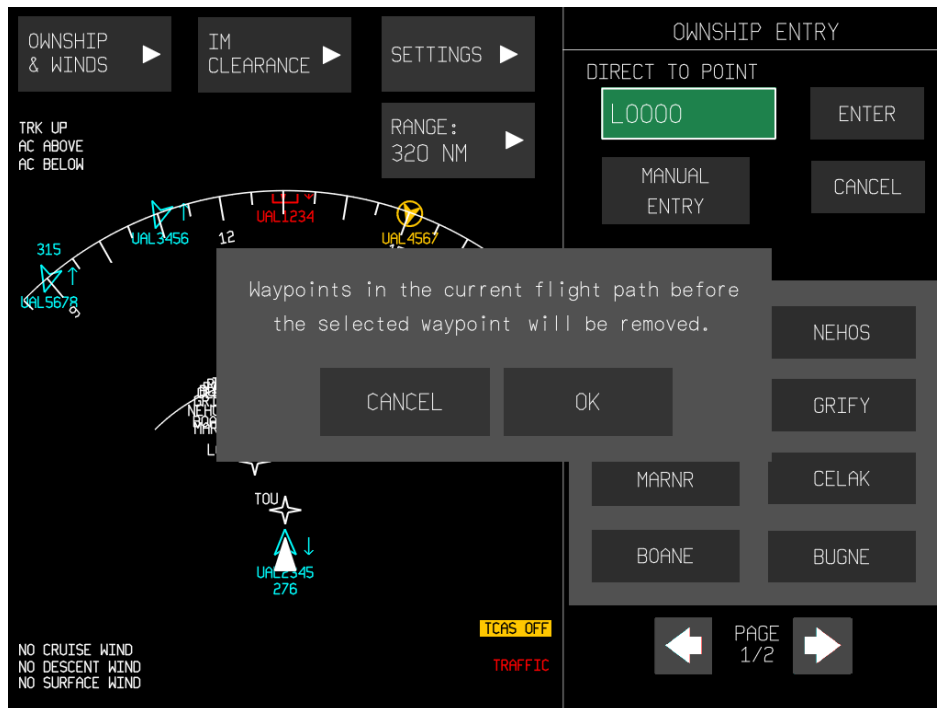 OWNSHIP
& WINDS
IM
CLEARANCE
SETTINGS
RANGE:
320 NM
TRK UP
AC ABOVE
AC BELOW
UAL1234
UAL3456
UAL4567
12
315
UAL5678
9
NEHOS
TOU
UAL2345
276
NO CRUISE WIND
NO DESCENT WIND
NO SURFACE WIND
TCAS OFF
TRAFFIC
Waypoints in the current flight path before
the selected waypoint will be removed.
CANCEL
OK
OWNSHIP ENTRY
DIRECT TO POINT
LOOOO
ENTER
MANUAL
ENTRY
CANCEL
NEHOS
GRIFY
MARNR
CELAK
BOANE
BUGNE
PAGE
1/2